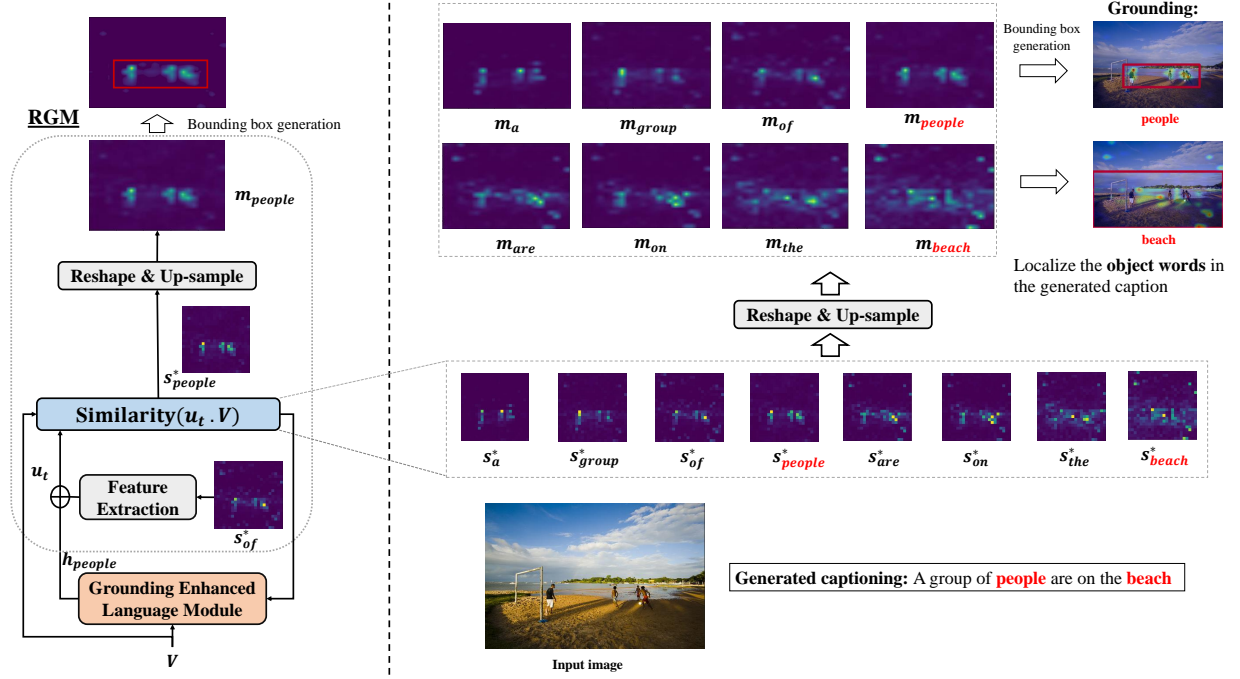 RGM
Bounding box generation
m_people
Reshape & Up-sample
s*_people
Similarity(u_t . V)
u_t
Feature
Extraction
s*_of
h_people
Grounding Enhanced
Language Module
V
m_a
m_group
m_of
m_people
m_are
m_on
m_the
m_beach
Bounding box
generation
Grounding:
people
beach
Localize the object words in
the generated caption
Reshape & Up-sample
s*_a
s*_group
s*_of
s*_people
s*_are
s*_on
s*_the
s*_beach
Input image
Generated captioning: A group of people are on the beach